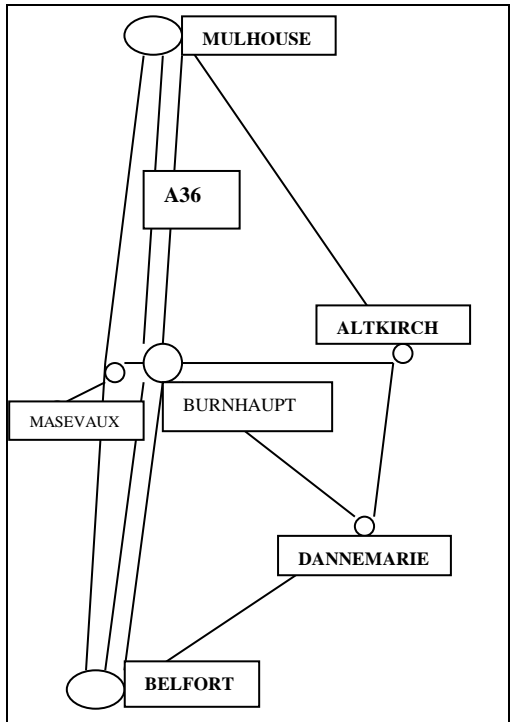 MULHOUSE
A36
ALTKIRCH
BURNHAUPT
MASEVAUX
DANNEMARIE
BELFORT